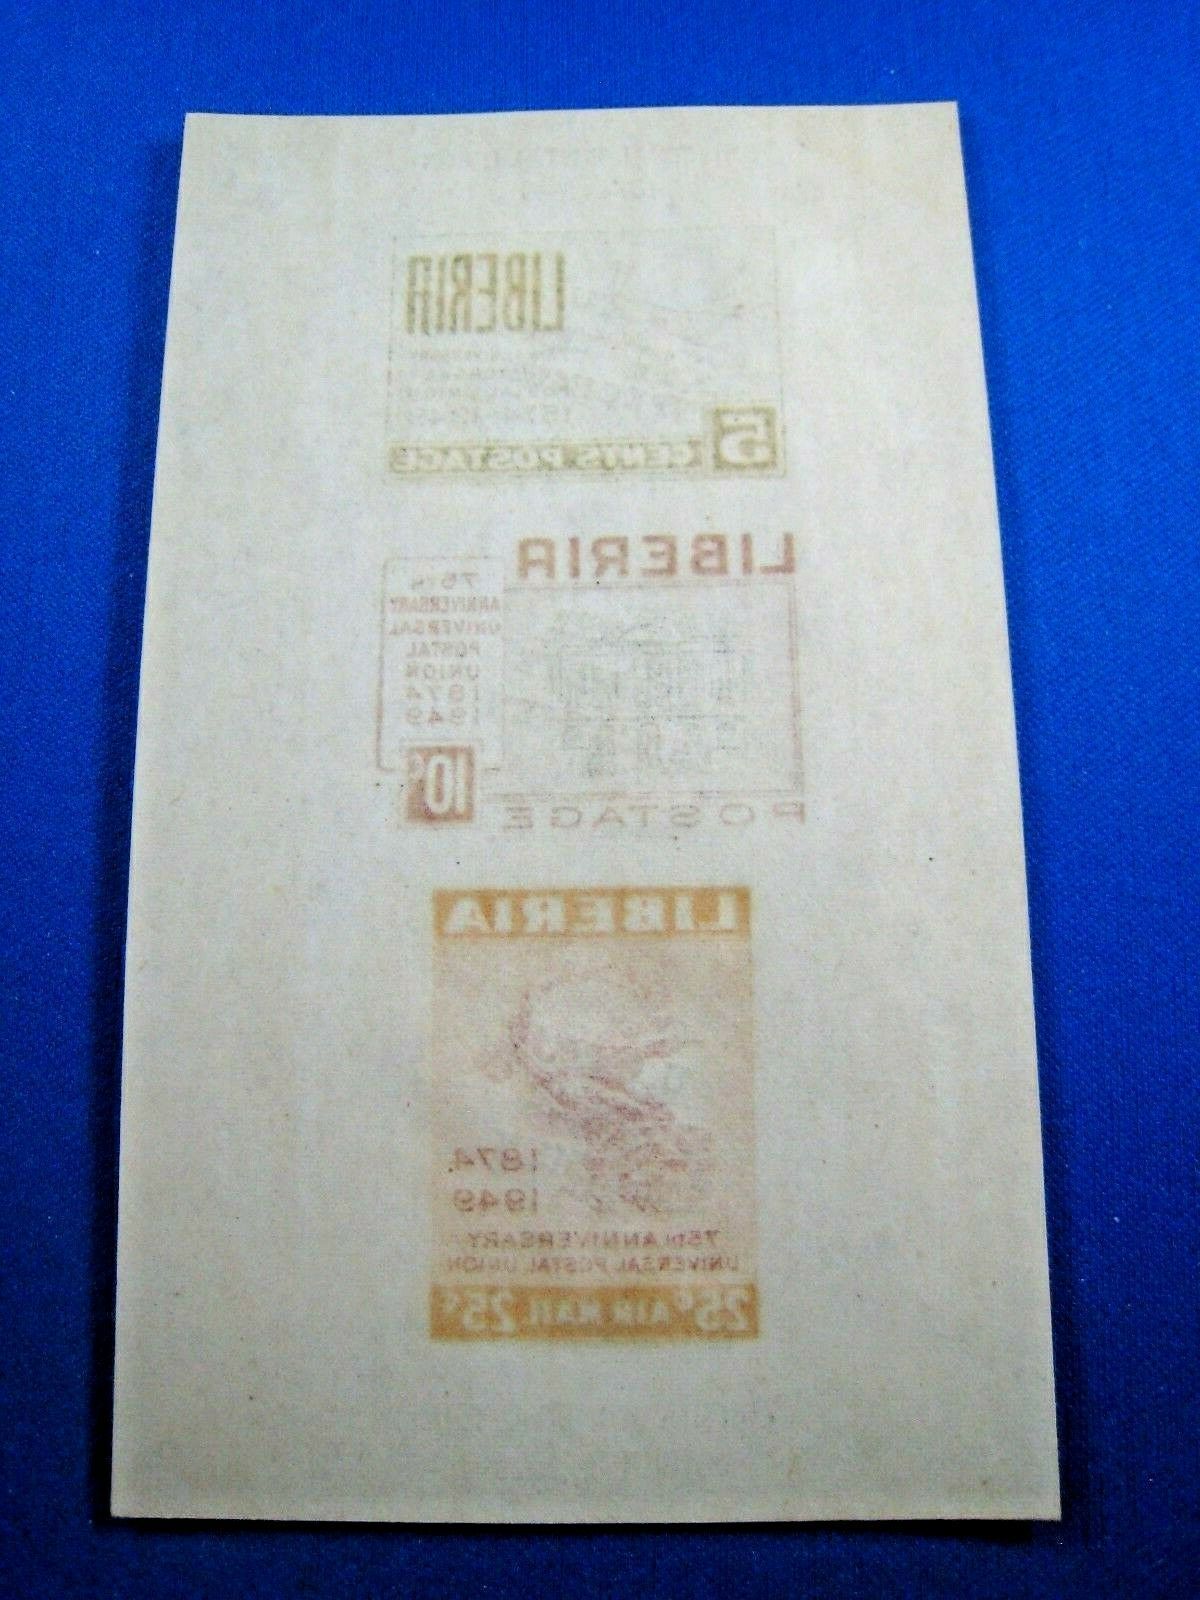 LIBERIA
5 CENTS POSTAGE
LIBERIA
75th
ANNIVERSARY
UNIVERSAL
POSTAL
UNION
1874
1949
10¢
POSTAGE
LIBERIA
1874
1949
75th ANNIVERSARY
UNIVERSAL POSTAL UNION
25¢ AIR MAIL 25¢